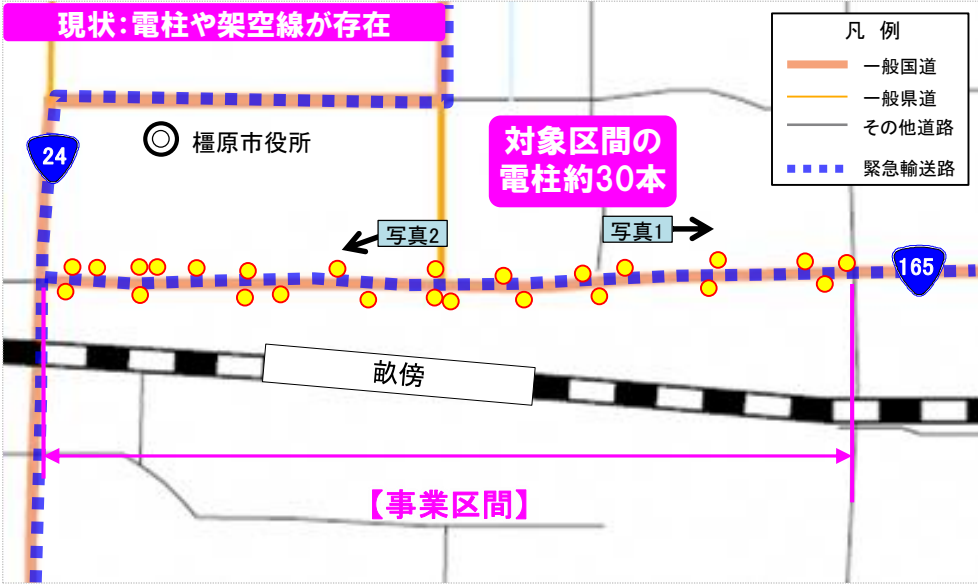 現状：電柱や架空線が存在
凡 例
一般国道
一般県道
その他道路
緊急輸送路
24
橿原市役所
対象区間の
電柱約30本
写真2
写真1
165
畝傍
【事業区間】